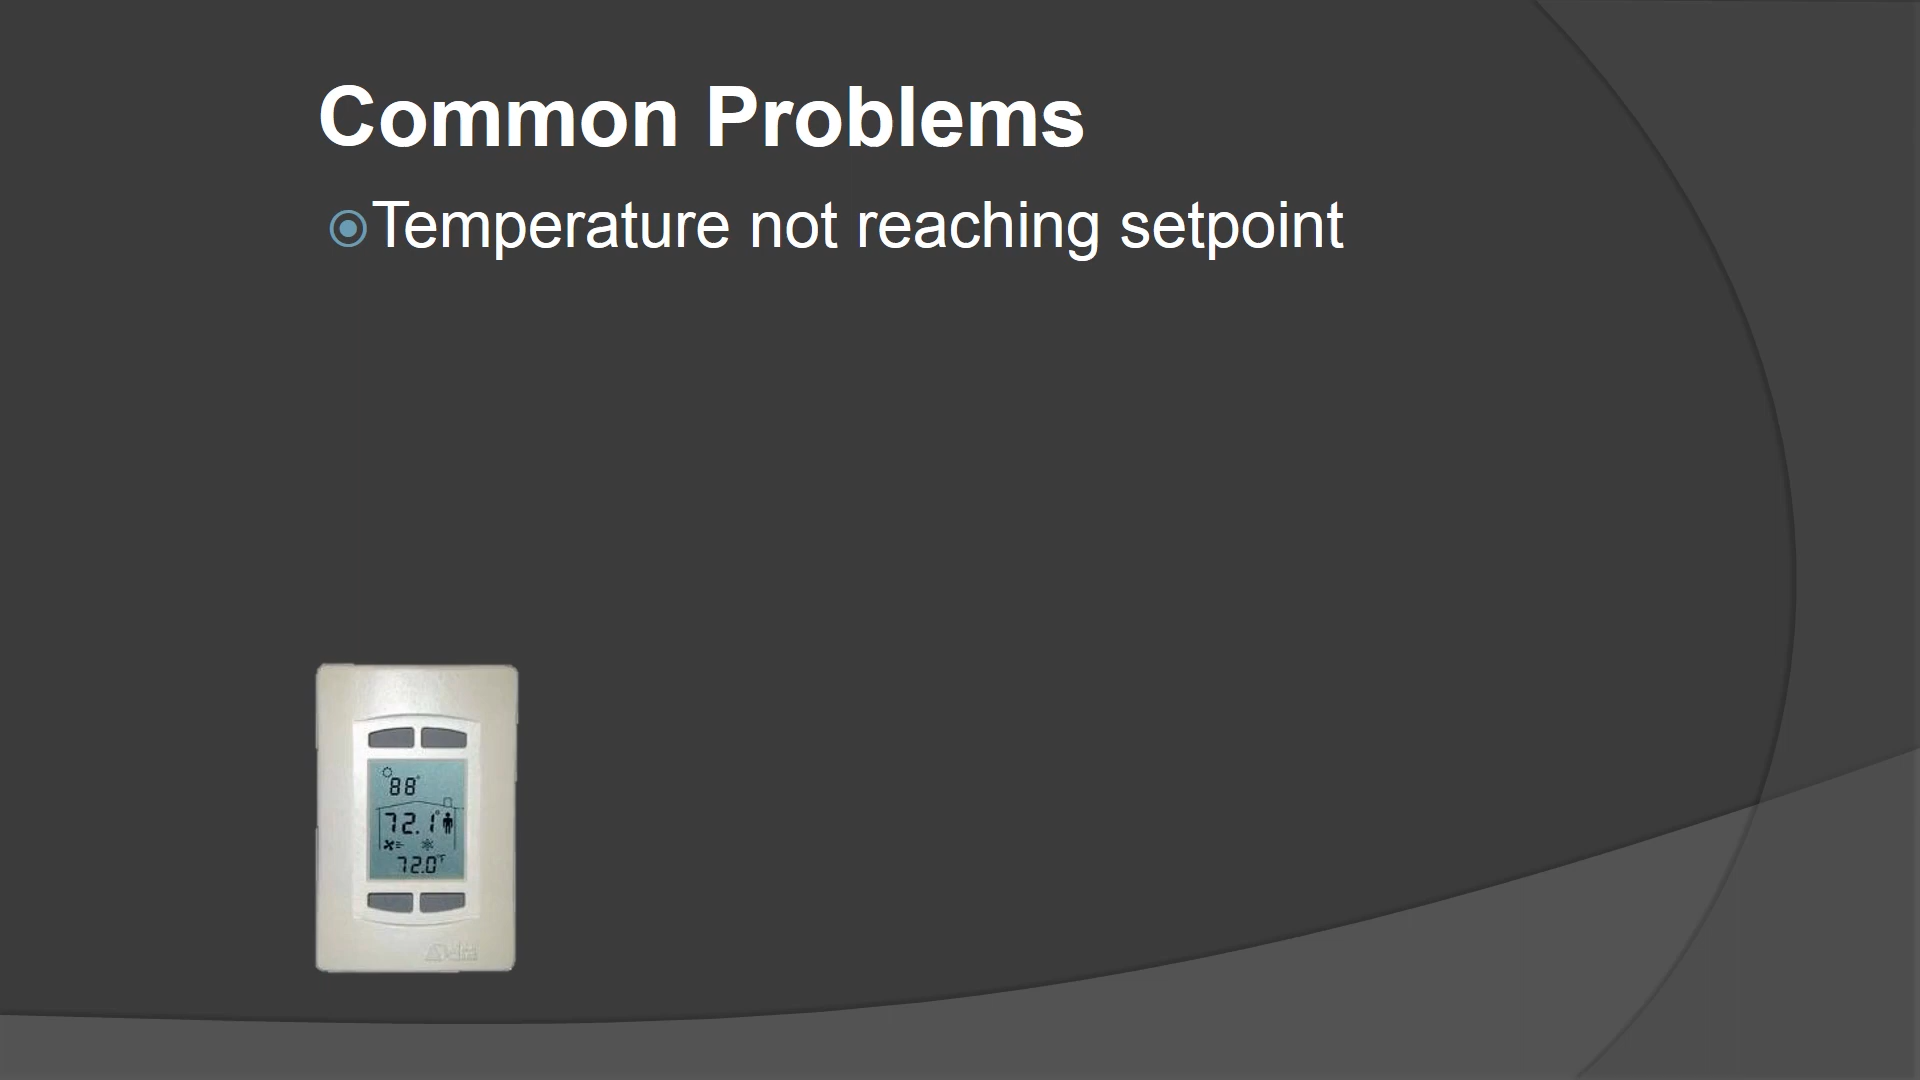 Common Problems
Temperature not reaching setpoint
88°
72.1°
72.0°F